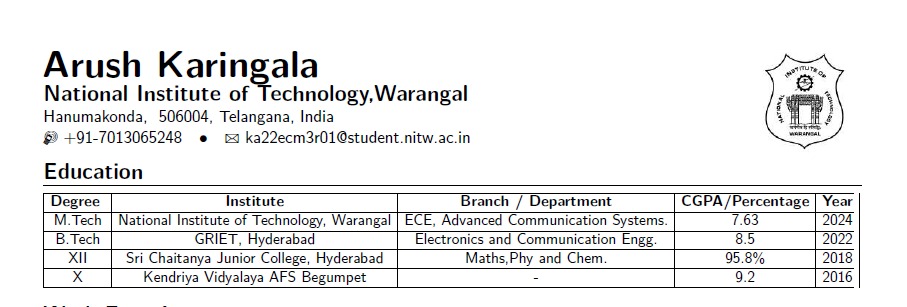 Arush Karingala
National Institute of Technology,Warangal
Hanumakonda, 506004, Telangana, India
+91-7013065248 • ka22ecm3r01@student.nitw.ac.in
NATIONAL INSTITUTE OF TECHNOLOGY
WARANGAL
Education
Degree Institute Branch / Department CGPA/Percentage Year
M.Tech National Institute of Technology, Warangal ECE, Advanced Communication Systems. 7.63 2024
B.Tech GRIET, Hyderabad Electronics and Communication Engg. 8.5 2022
XII Sri Chaitanya Junior College, Hyderabad Maths,Phy and Chem. 95.8% 2018
X Kendriya Vidyalaya AFS Begumpet - 9.2 2016